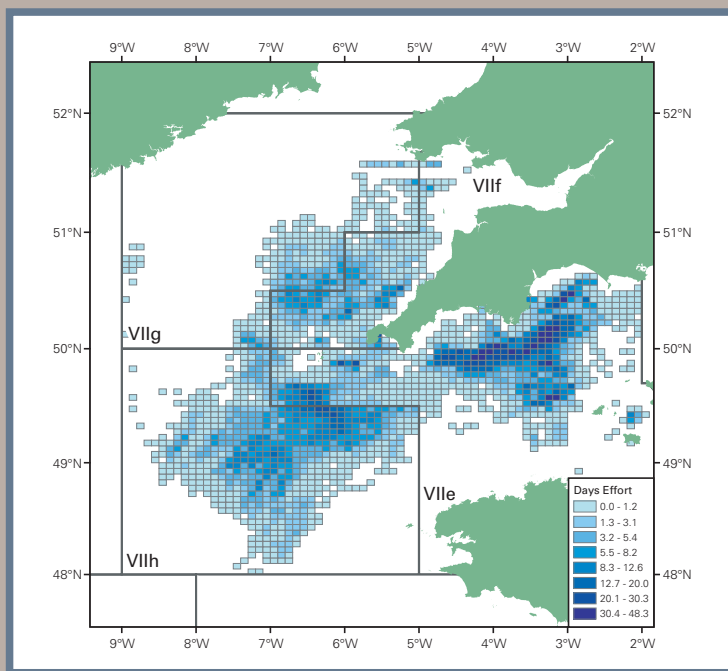 9°W 8°W 7°W 6°W 5°W 4°W 3°W 2°W
52°N 52°N
VIIf
51°N 51°N
VIIg
50°N 50°N
49°N 49°N
VIIe
Days Effort
0.0 - 1.2
1.3 - 3.1
3.2 - 5.4
5.5 - 8.2
8.3 - 12.6
12.7 - 20.0
20.1 - 30.3
30.4 - 48.3
VIIh
48°N 48°N
9°W 8°W 7°W 6°W 5°W 4°W 3°W 2°W